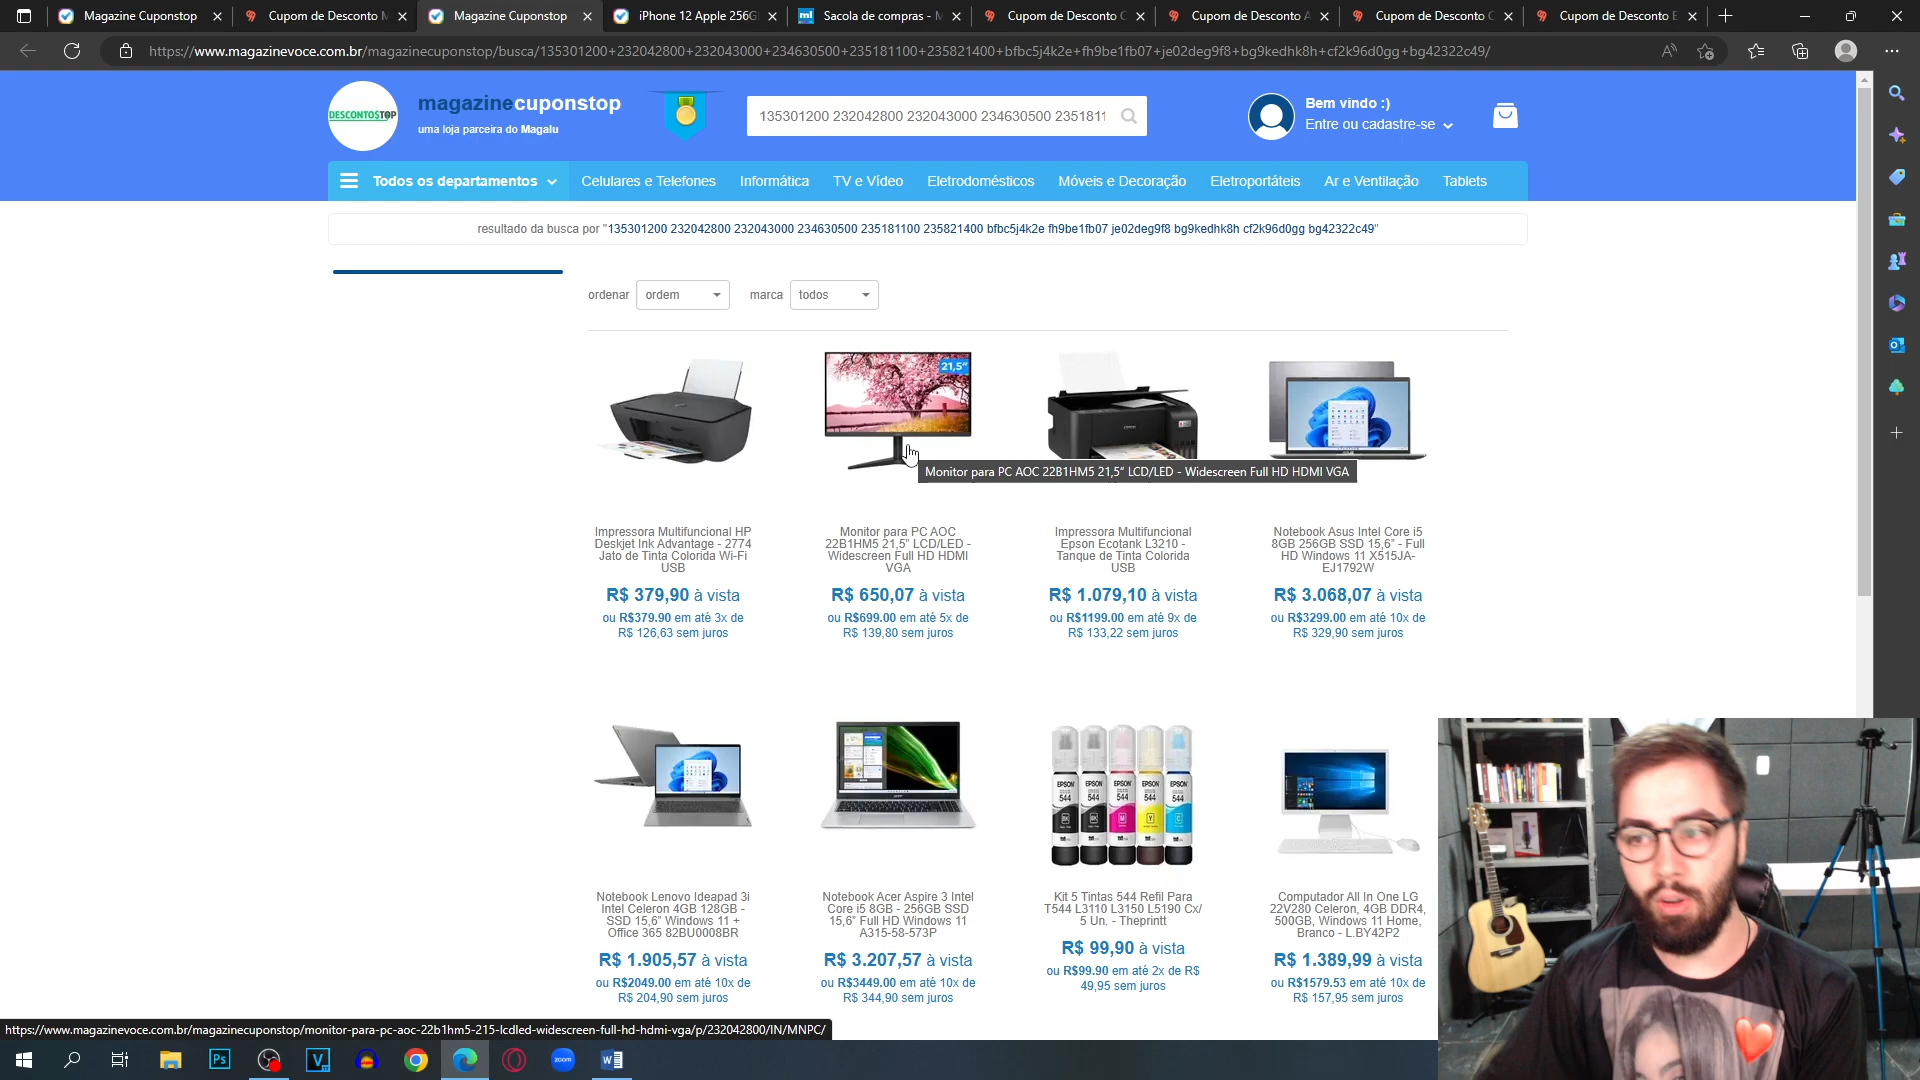 Magazine Cuponstop
Cupom de Desconto M
Magazine Cuponstop
iPhone 12 Apple 256G
Sacola de compras - M
Cupom de Desconto C
Cupom de Desconto A
Cupom de Desconto C
Cupom de Desconto E
https://www.magazinevoce.com.br/magazinecuponstop/busca/135301200+232042800+232043000+234630500+235181100+235821400+bfbc5j4k2e+fh9be1fb07+je02deg9f8+bg9kedhk8h+cf2k96d0gg+bg42322c49/
DESCONTOSTOP
magazinecuponstop
uma loja parceira do Magalu
135301200 232042800 232043000 234630500 2351811
Bem vindo :)
Entre ou cadastre-se
Todos os departamentos
Celulares e Telefones
Informática
TV e Vídeo
Eletrodomésticos
Móveis e Decoração
Eletroportáteis
Ar e Ventilação
Tablets
resultado da busca por "135301200 232042800 232043000 234630500 235181100 235821400 bfbc5j4k2e fh9be1fb07 je02deg9f8 bg9kedhk8h cf2k96d0gg bg42322c49"
ordenar
ordem
marca
todos
21,5"
Monitor para PC AOC 22B1HM5 21,5" LCD/LED - Widescreen Full HD HDMI VGA
Impressora Multifuncional HP
Deskjet Ink Advantage - 2774
Jato de Tinta Colorida Wi-Fi
USB
R$ 379,90 à vista
ou R$379.90 em até 3x de
R$ 126,63 sem juros
Monitor para PC AOC
22B1HM5 21,5" LCD/LED -
Widescreen Full HD HDMI
VGA
R$ 650,07 à vista
ou R$699.00 em até 5x de
R$ 139,80 sem juros
Impressora Multifuncional
Epson Ecotank L3210 -
Tanque de Tinta Colorida
USB
R$ 1.079,10 à vista
ou R$1199.00 em até 9x de
R$ 133,22 sem juros
Notebook Asus Intel Core i5
8GB 256GB SSD 15,6" - Full
HD Windows 11 X515JA-
EJ1792W
R$ 3.068,07 à vista
ou R$3299.00 em até 10x de
R$ 329,90 sem juros
EPSON EPSON EPSON EPSON EPSON
544 544 544 544 544
Notebook Lenovo Ideapad 3i
Intel Celeron 4GB 128GB -
SSD 15,6" Windows 11 +
Office 365 82BU0008BR
R$ 1.905,57 à vista
ou R$2049.00 em até 10x de
R$ 204,90 sem juros
Notebook Acer Aspire 3 Intel
Core i5 8GB - 256GB SSD
15,6" Full HD Windows 11
A315-58-573P
R$ 3.207,57 à vista
ou R$3449.00 em até 10x de
R$ 344,90 sem juros
Kit 5 Tintas 544 Refil Para
T544 L3110 L3150 L5190 Cx/
5 Un. - Theprintt
R$ 99,90 à vista
ou R$99.90 em até 2x de R$
49,95 sem juros
Computador All In One LG
22V280 Celeron, 4GB DDR4,
500GB, Windows 11 Home,
Branco - L.BY42P2
R$ 1.389,99 à vista
ou R$1579.53 em até 10x de
R$ 157,95 sem juros
https://www.magazinevoce.com.br/magazinecuponstop/monitor-para-pc-aoc-22b1hm5-215-lcdled-widescreen-full-hd-hdmi-vga/p/232042800/IN/MNPC/